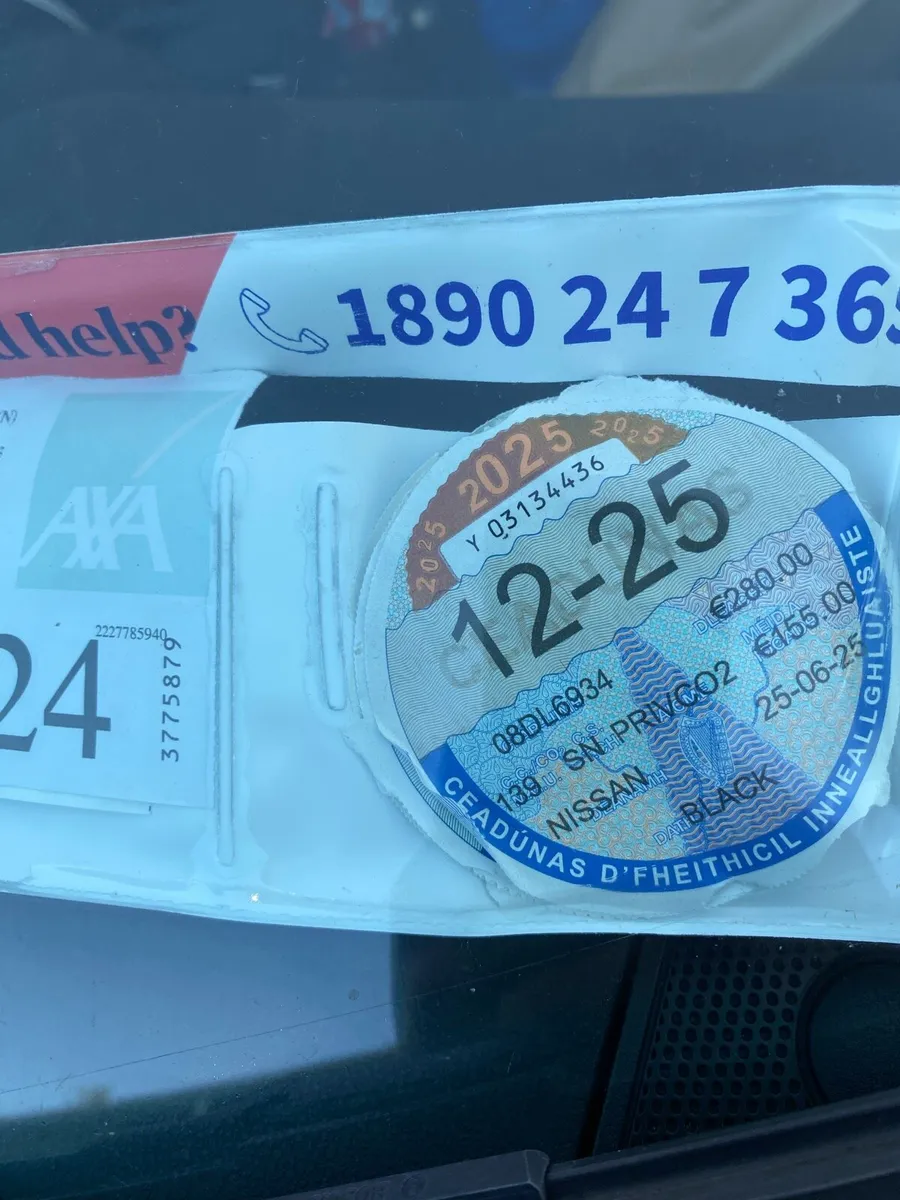 d help?
1890 24 7 365
AXA
2227785940
24
3775879
2025 2025 2025
Y 03134436
12-25
€280.00
€155.00
08DL6934
25-06-25
139 SN PRIVCO2
NISSAN
BLACK
CEADÚNAS D'FHEITHICIL INNEALLGHLUAISTE